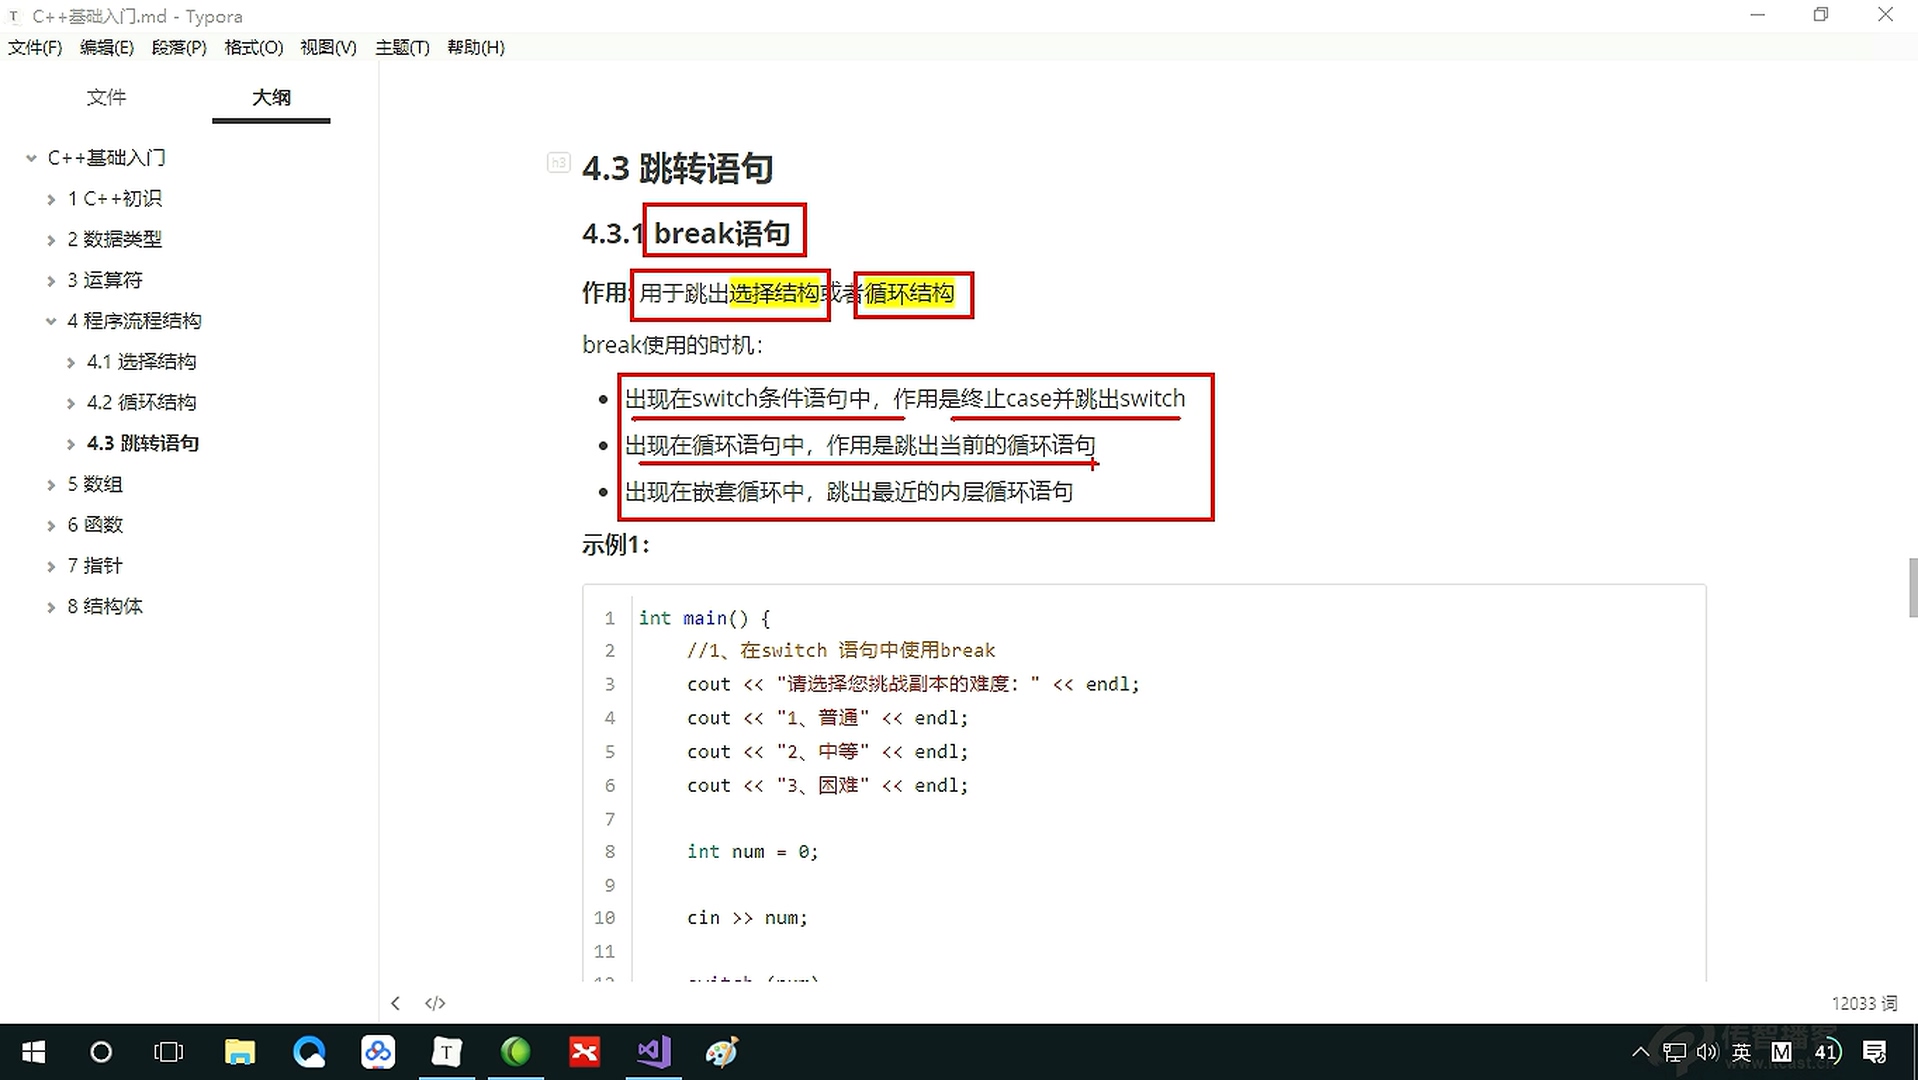 C++基础入门.md - Typora
文件(F) 编辑(E) 段落(P) 格式(O) 视图(V) 主题(T) 帮助(H)
文件 大纲
C++基础入门
1 C++初识
2 数据类型
3 运算符
4 程序流程结构
4.1 选择结构
4.2 循环结构
4.3 跳转语句
5 数组
6 函数
7 指针
8 结构体
h3 4.3 跳转语句
4.3.1 break语句
作用: 用于跳出选择结构或者循环结构
break使用的时机：
出现在switch条件语句中，作用是终止case并跳出switch
出现在循环语句中，作用是跳出当前的循环语句
出现在嵌套循环中，跳出最近的内层循环语句
示例1：
1 int main() {
2 //1、在switch 语句中使用break
3 cout << "请选择您挑战副本的难度：" << endl;
4 cout << "1、普通" << endl;
5 cout << "2、中等" << endl;
6 cout << "3、困难" << endl;
7
8 int num = 0;
9
10 cin >> num;
11
12 switch (num)
</> 12033 词
英 M 41
传智播客
www.itcast.cn